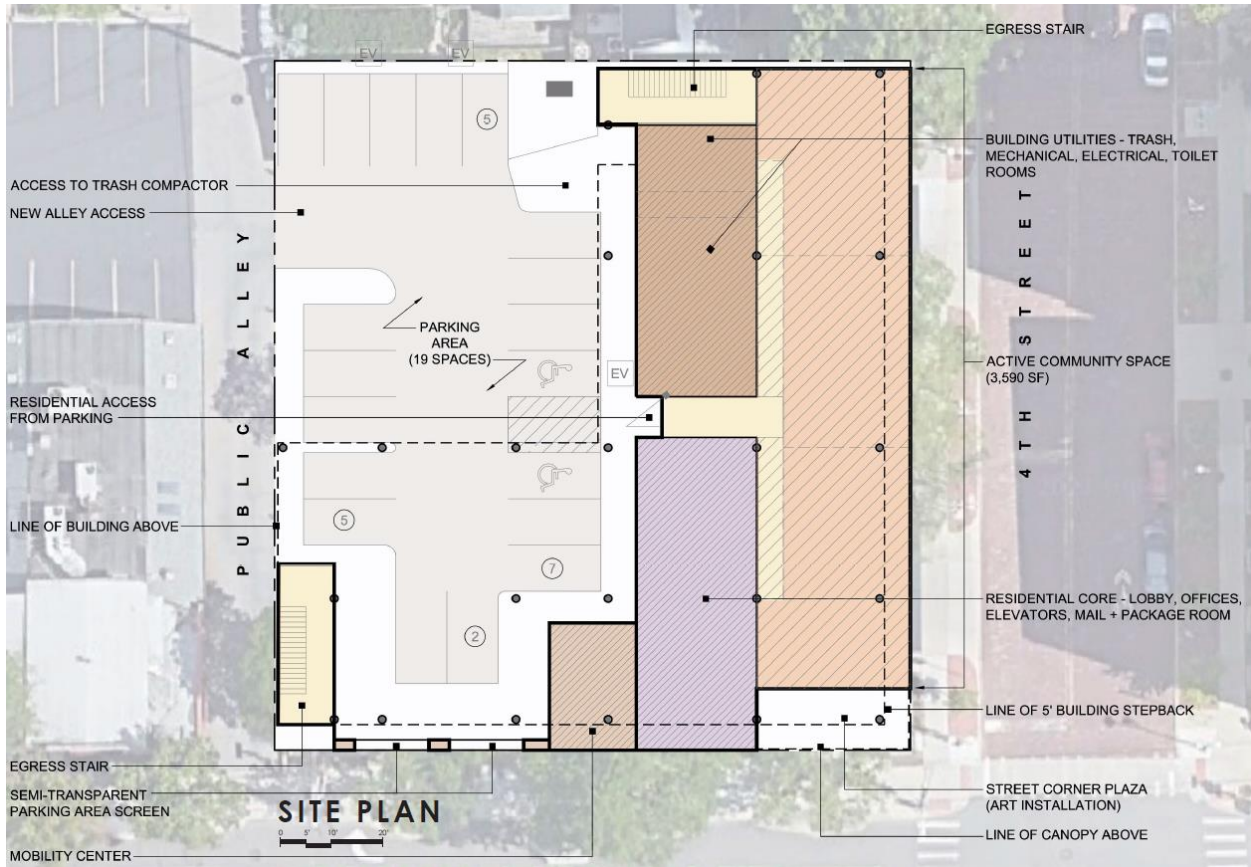 EV
EV
EGRESS STAIR
5
BUILDING UTILITIES - TRASH,
MECHANICAL, ELECTRICAL, TOILET
ROOMS
ACCESS TO TRASH COMPACTOR
NEW ALLEY ACCESS
PUBLIC ALLEY
4TH STREET
PARKING
AREA
(19 SPACES)
EV
ACTIVE COMMUNITY SPACE
(3,590 SF)
RESIDENTIAL ACCESS
FROM PARKING
LINE OF BUILDING ABOVE
5
7
2
RESIDENTIAL CORE - LOBBY, OFFICES,
ELEVATORS, MAIL + PACKAGE ROOM
LINE OF 5' BUILDING STEPBACK
EGRESS STAIR
SEMI-TRANSPARENT
PARKING AREA SCREEN
STREET CORNER PLAZA
(ART INSTALLATION)
SITE PLAN
0 5' 10' 20'
LINE OF CANOPY ABOVE
MOBILITY CENTER